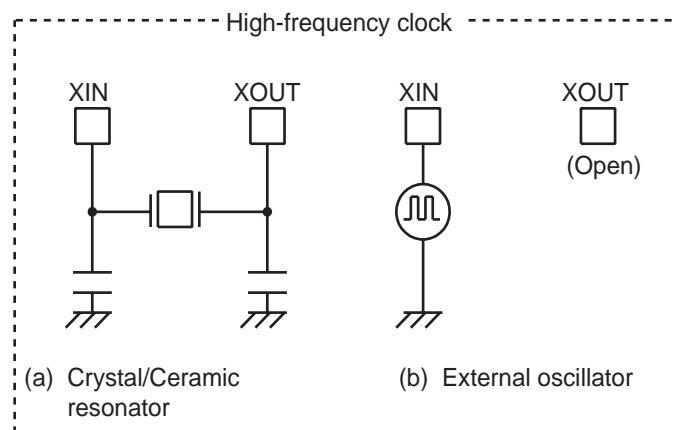 High-frequency clock
XIN XOUT XIN XOUT
(Open)
(a) Crystal/Ceramic
resonator
(b) External oscillator